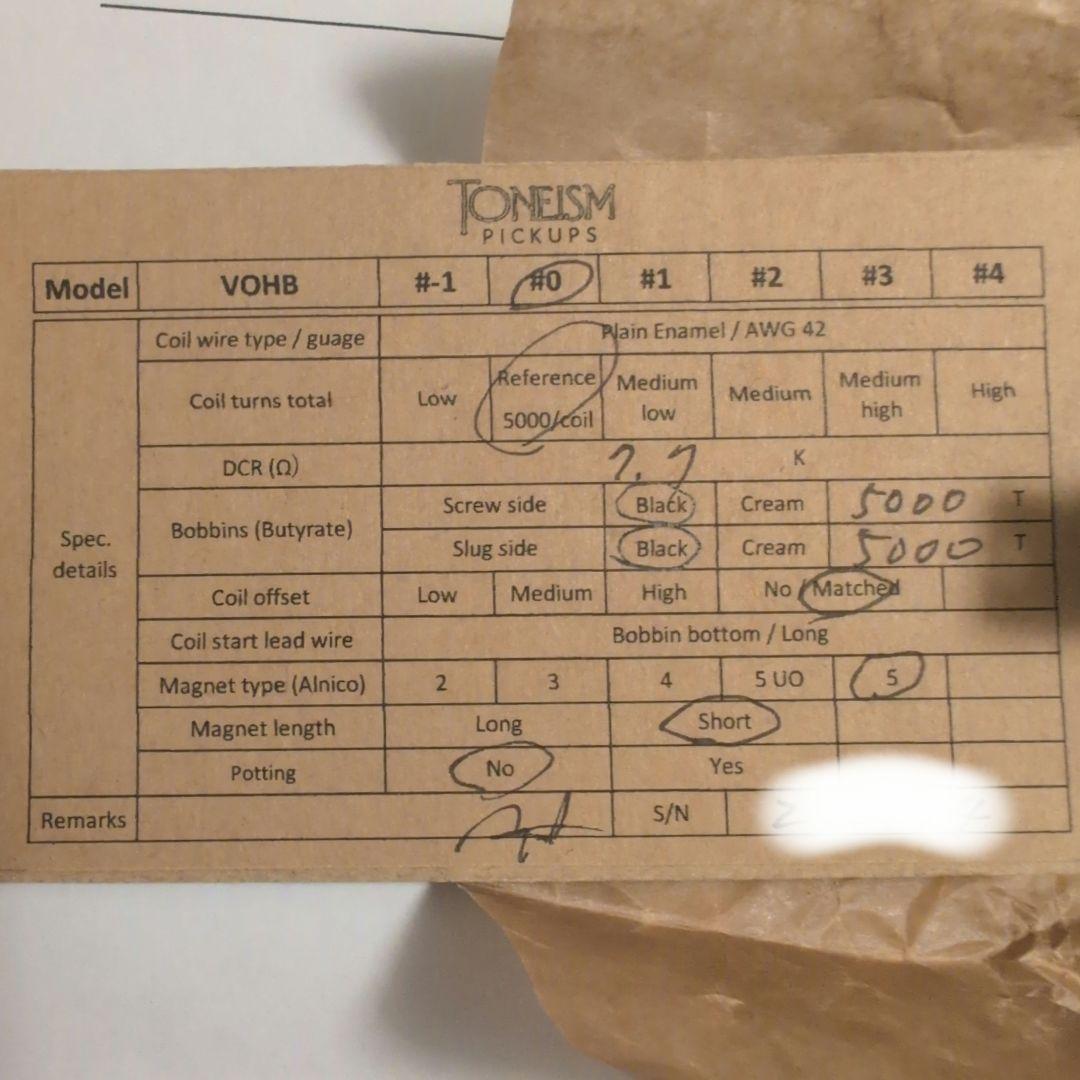 TONEISM
PICKUPS
Model VOHB #-1 #0 #1 #2 #3 #4
Spec. details
Coil wire type / guage Plain Enamel / AWG 42
Coil turns total Low Reference 5000/coil Medium low Medium Medium high High
DCR (Ω) 7.7 K
Bobbins (Butyrate) Screw side Black Cream 5000 T
Slug side Black Cream 5000 T
Coil offset Low Medium High No / Matched
Coil start lead wire Bobbin bottom / Long
Magnet type (Alnico) 2 3 4 5 UO 5
Magnet length Long Short
Potting No Yes
Remarks S/N